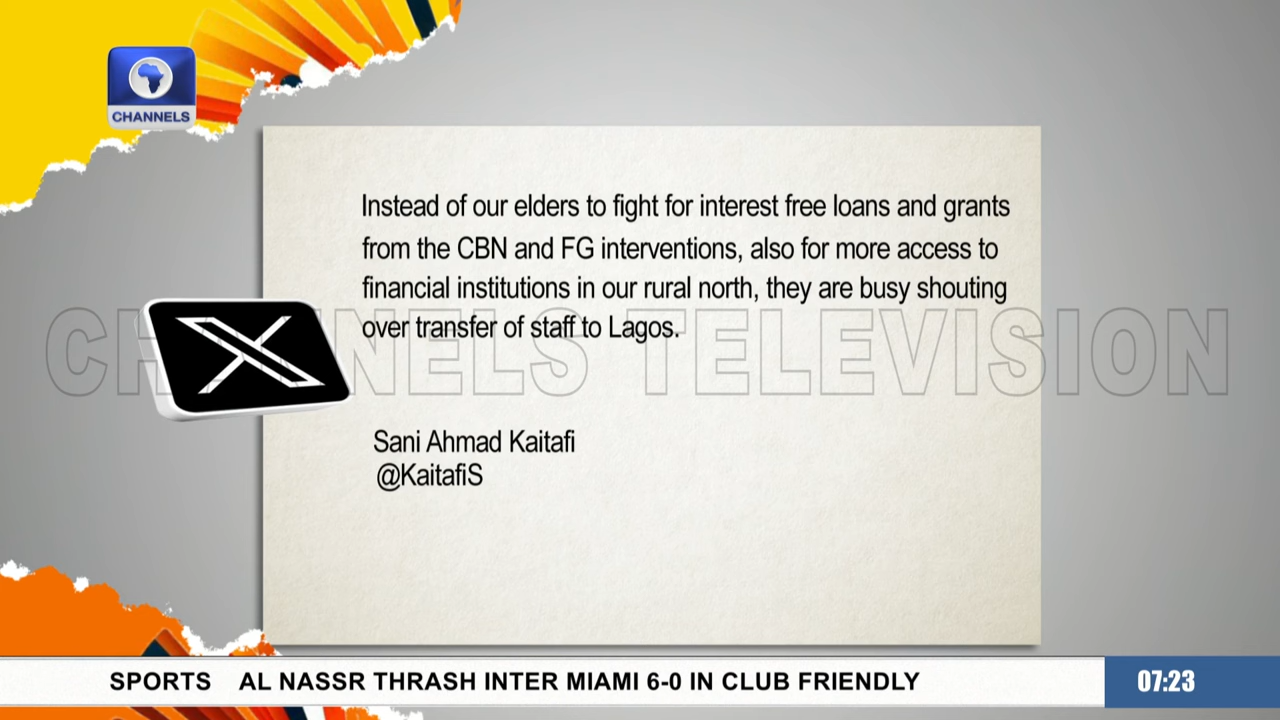 CHANNELS
Instead of our elders to fight for interest free loans and grants
from the CBN and FG interventions, also for more access to
financial institutions in our rural north, they are busy shouting
over transfer of staff to Lagos.
CHANNELS TELEVISION
Sani Ahmad Kaitafi
@KaitafiS
SPORTS AL NASSR THRASH INTER MIAMI 6-0 IN CLUB FRIENDLY
07:23